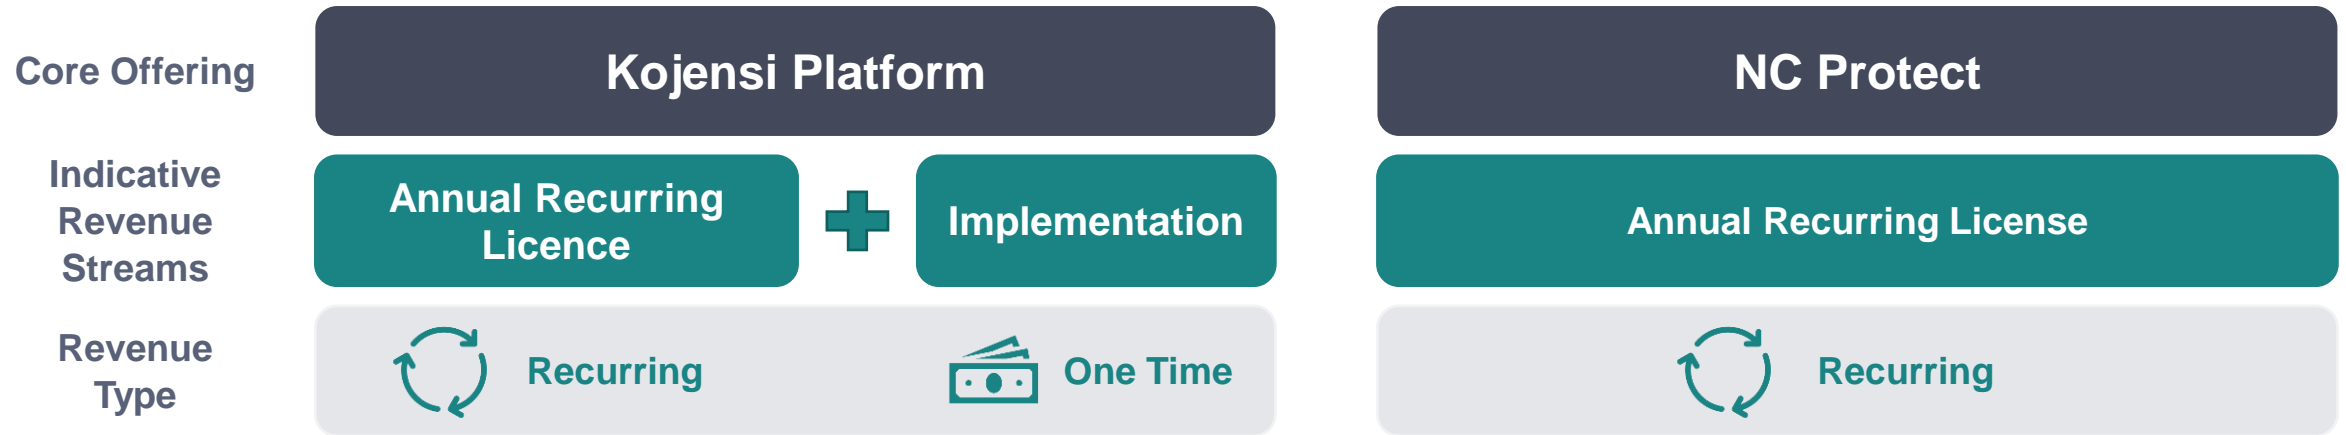 Core Offering
Kojensi Platform
NC Protect
Indicative
Revenue
Streams
Annual Recurring
Licence
Implementation
Annual Recurring License
Revenue
Type
Recurring
One Time
Recurring